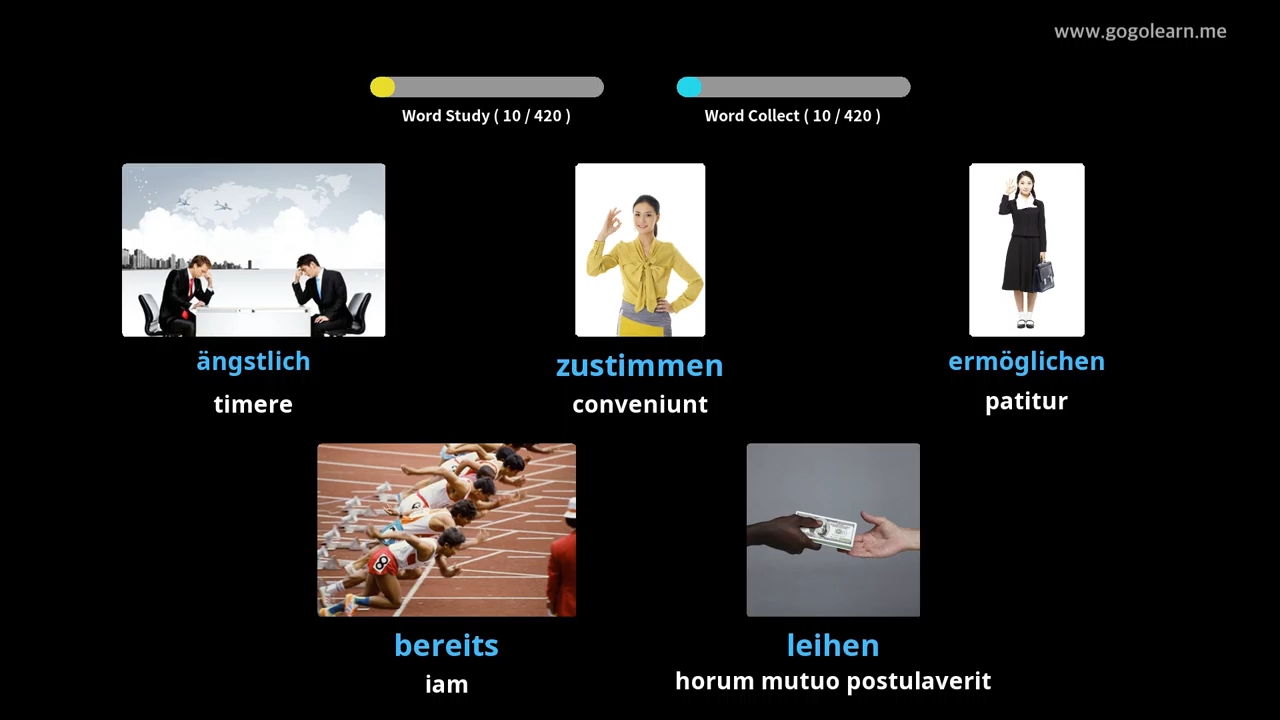 www.gogolearn.me
Word Study ( 10 / 420 )
Word Collect ( 10 / 420 )
ängstlich
timere
zustimmen
conveniunt
ermöglichen
patitur
8
bereits
iam
leihen
horum mutuo postulaverit